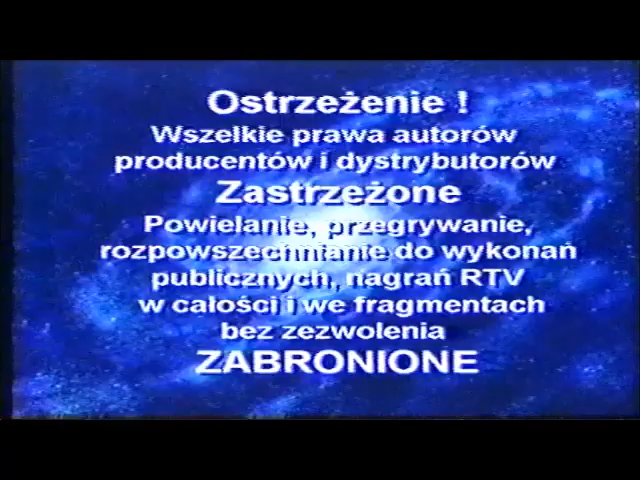 Ostrzeżenie !
Wszelkie prawa autorów
producentów i dystrybutorów
Zastrzeżone
Powielanie, przegrywanie,
rozpowszechnianie do wykonań
publicznych, nagrań RTV
w całości i we fragmentach
bez zezwolenia
ZABRONIONE